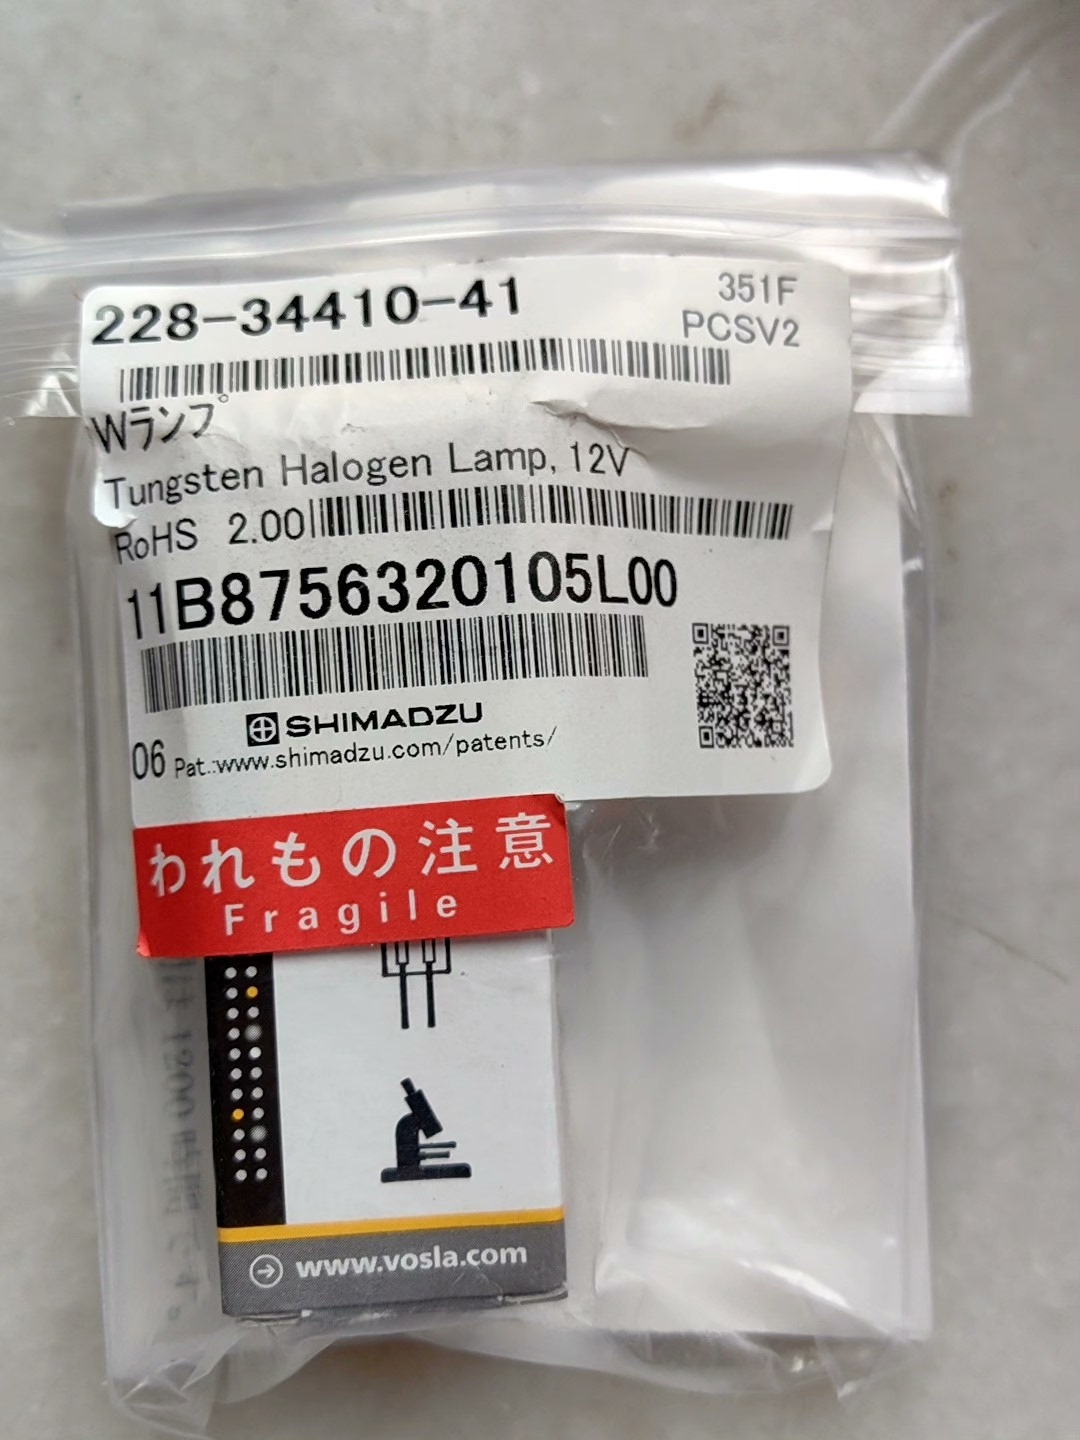 228-34410-41
351F
PCSV2
Wランプ
Tungsten Halogen Lamp, 12V
RoHS 2.00
11B8756320105L00
SHIMADZU
06 Pat.:www.shimadzu.com/patents/
われもの注意
Fragile
www.vosla.com